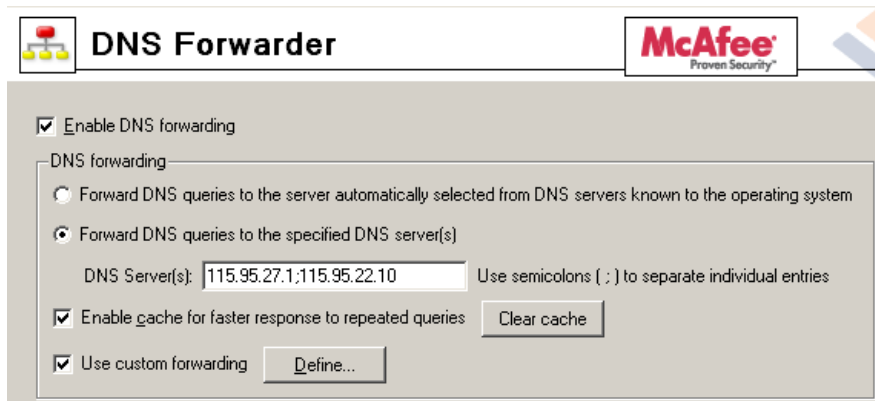 DNS Forwarder
McAfee®
Proven Security™
Enable DNS forwarding
DNS forwarding
Forward DNS queries to the server automatically selected from DNS servers known to the operating system
Forward DNS queries to the specified DNS server(s)
DNS Server(s): 115.95.27.1;115.95.22.10 Use semicolons ( ; ) to separate individual entries
Enable cache for faster response to repeated queries Clear cache
Use custom forwarding Define...